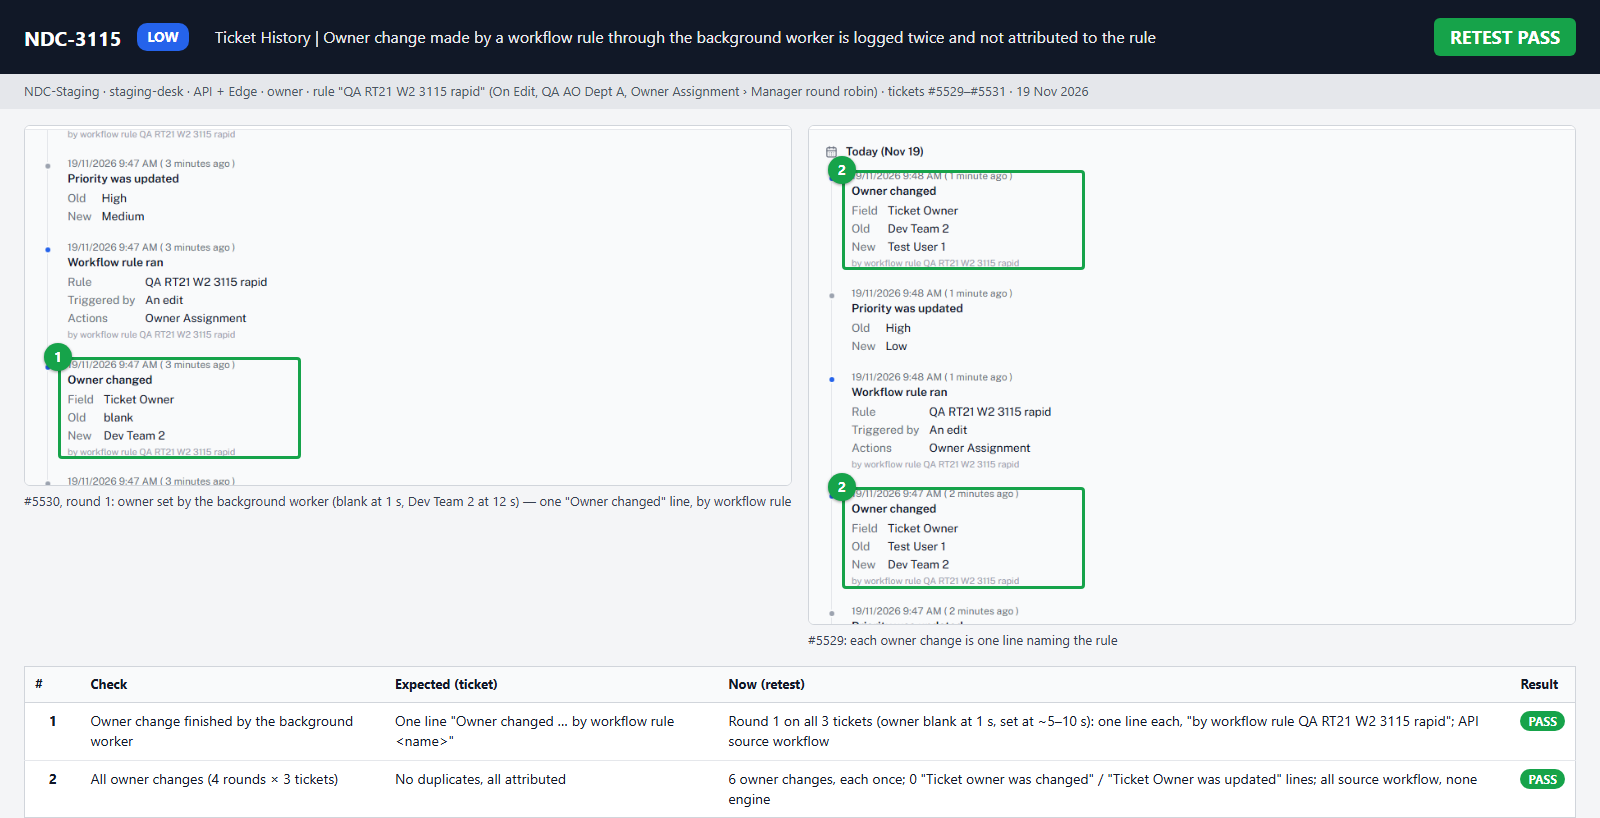 NDC-3115 LOW Ticket History | Owner change made by a workflow rule through the background worker is logged twice and not attributed to the rule RETEST PASS
NDC-Staging · staging-desk · API + Edge · owner · rule "QA RT21 W2 3115 rapid" (On Edit, QA AO Dept A, Owner Assignment › Manager round robin) · tickets #5529–#5531 · 19 Nov 2026
by workflow rule QA RT21 W2 3115 rapid
19/11/2026 9:47 AM ( 3 minutes ago )
Priority was updated
Old High
New Medium
19/11/2026 9:47 AM ( 3 minutes ago )
Workflow rule ran
Rule QA RT21 W2 3115 rapid
Triggered by An edit
Actions Owner Assignment
by workflow rule QA RT21 W2 3115 rapid
1
19/11/2026 9:47 AM ( 3 minutes ago )
Owner changed
Field Ticket Owner
Old blank
New Dev Team 2
by workflow rule QA RT21 W2 3115 rapid
19/11/2026 9:47 AM ( 3 minutes ago )
#5530, round 1: owner set by the background worker (blank at 1 s, Dev Team 2 at 12 s) — one "Owner changed" line, by workflow rule
Today (Nov 19)
2
19/11/2026 9:48 AM ( 1 minute ago )
Owner changed
Field Ticket Owner
Old Dev Team 2
New Test User 1
by workflow rule QA RT21 W2 3115 rapid
19/11/2026 9:48 AM ( 1 minute ago )
Priority was updated
Old High
New Low
19/11/2026 9:48 AM ( 1 minute ago )
Workflow rule ran
Rule QA RT21 W2 3115 rapid
Triggered by An edit
Actions Owner Assignment
by workflow rule QA RT21 W2 3115 rapid
2
19/11/2026 9:47 AM ( 2 minutes ago )
Owner changed
Field Ticket Owner
Old Test User 1
New Dev Team 2
by workflow rule QA RT21 W2 3115 rapid
19/11/2026 9:47 AM ( 2 minutes ago )
Priority was updated
#5529: each owner change is one line naming the rule
# Check Expected (ticket) Now (retest) Result
1 Owner change finished by the background worker One line "Owner changed ... by workflow rule <name>" Round 1 on all 3 tickets (owner blank at 1 s, set at ~5–10 s): one line each, "by workflow rule QA RT21 W2 3115 rapid"; API source workflow PASS
2 All owner changes (4 rounds × 3 tickets) No duplicates, all attributed 6 owner changes, each once; 0 "Ticket owner was changed" / "Ticket Owner was updated" lines; all source workflow, none engine PASS